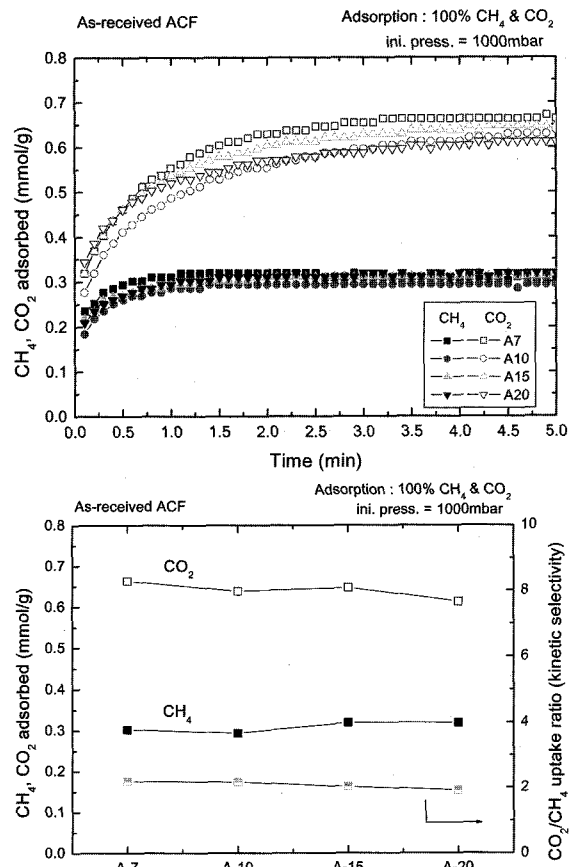 As-received ACF
Adsorption : 100% CH₄ & CO₂
ini. press. = 1000mbar
CH₄, CO₂ adsorbed (mmol/g)
0.8
0.7
0.6
0.5
0.4
0.3
0.2
0.1
0.0
CH₄ CO₂
A7
A10
A15
A20
0.0 0.5 1.0 1.5 2.0 2.5 3.0 3.5 4.0 4.5 5.0
Time (min)
As-received ACF
Adsorption : 100% CH₄ & CO₂
ini. press. = 1000mbar
CH₄, CO₂ adsorbed (mmol/g)
0.8
0.7
0.6
0.5
0.4
0.3
0.2
0.1
0.0
CO₂
CH₄
10
8
6
4
2
0
CO₂/CH₄ uptake ratio (kinetic selectivity)
A-7 A-10 A-15 A-20